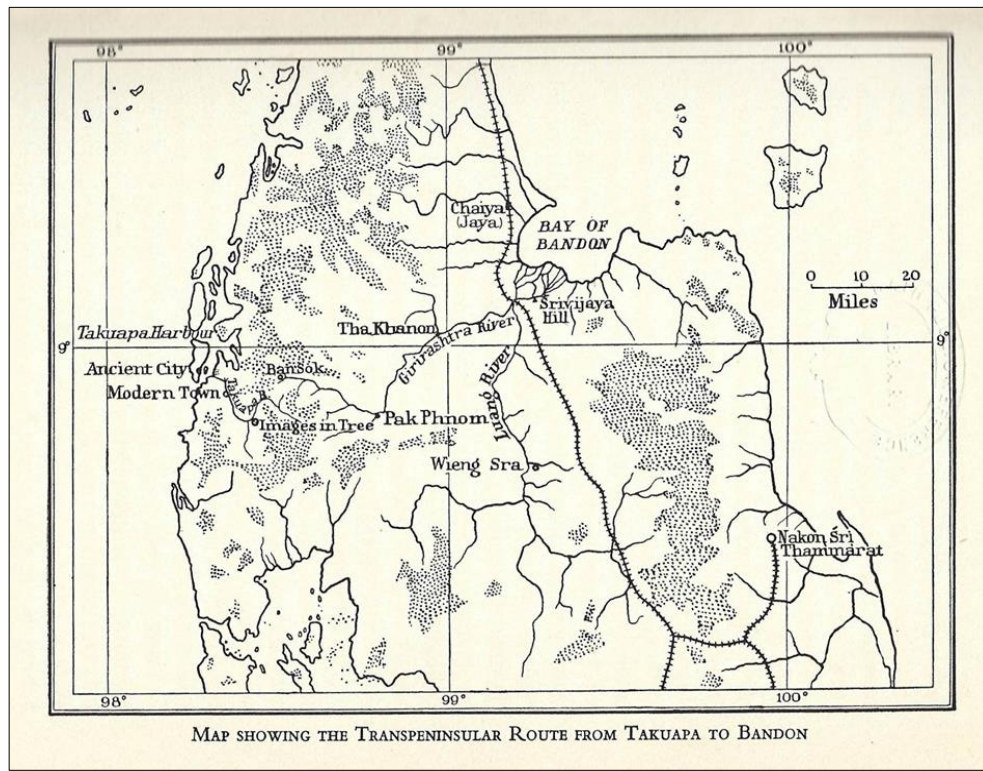 98° 99° 100°
Chaiya
(Jaya)
BAY OF
BANDON
0 10 20
Miles
Srivijaya
Hill
Tha Khanon
Girirashtra River
Takuapa Harbour
9° 9°
Ancient City
Ban Sok
Modern Town
Takuapa R.
Luang River
Images in Tree
Pak Phnom
Wieng Sra
Nakon Śri
Thammarat
98° 99° 100°
MAP SHOWING THE TRANSPENINSULAR ROUTE FROM TAKUAPA TO BANDON